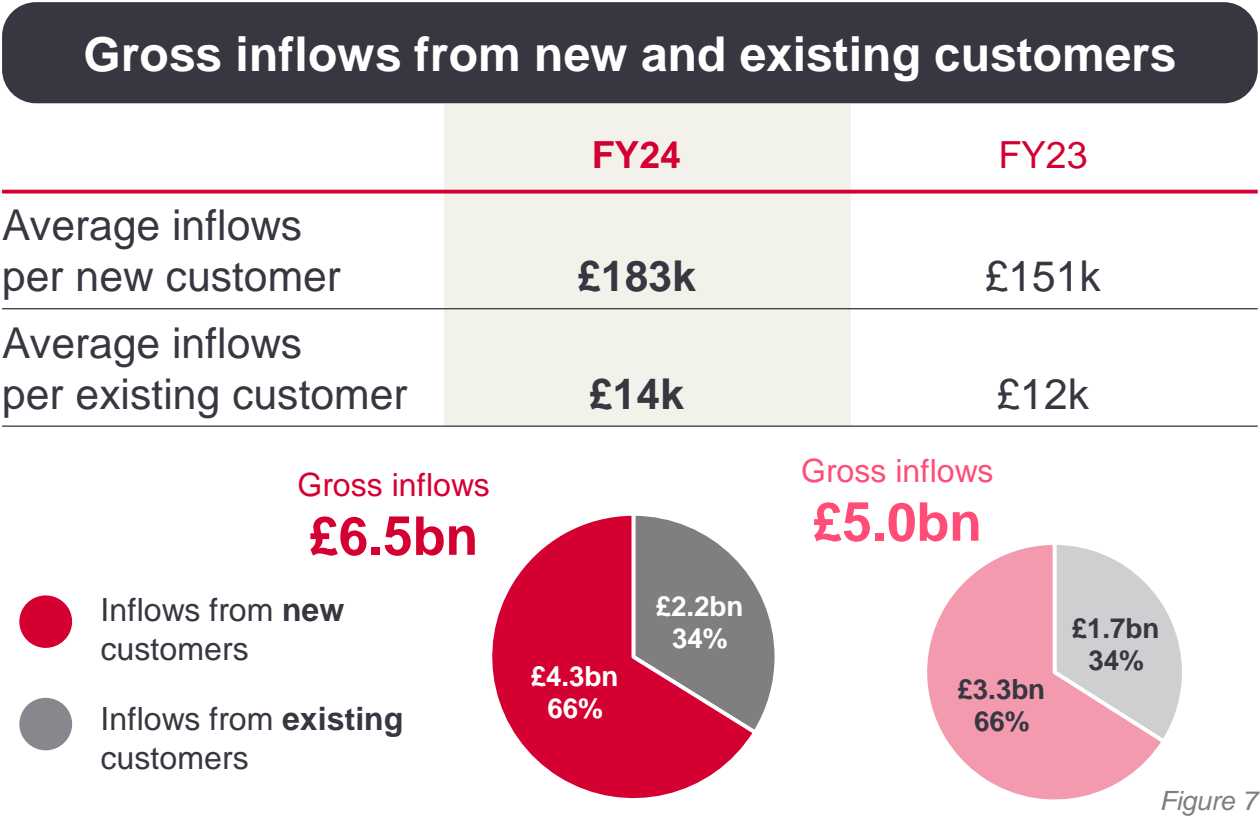 Gross inflows from new and existing customers
FY24 FY23
Average inflows
per new customer £183k £151k
Average inflows
per existing customer £14k £12k
Gross inflows
£6.5bn
Gross inflows
£5.0bn
Inflows from new
customers
Inflows from existing
customers
£2.2bn
34%
£4.3bn
66%
£1.7bn
34%
£3.3bn
66%
Figure 7